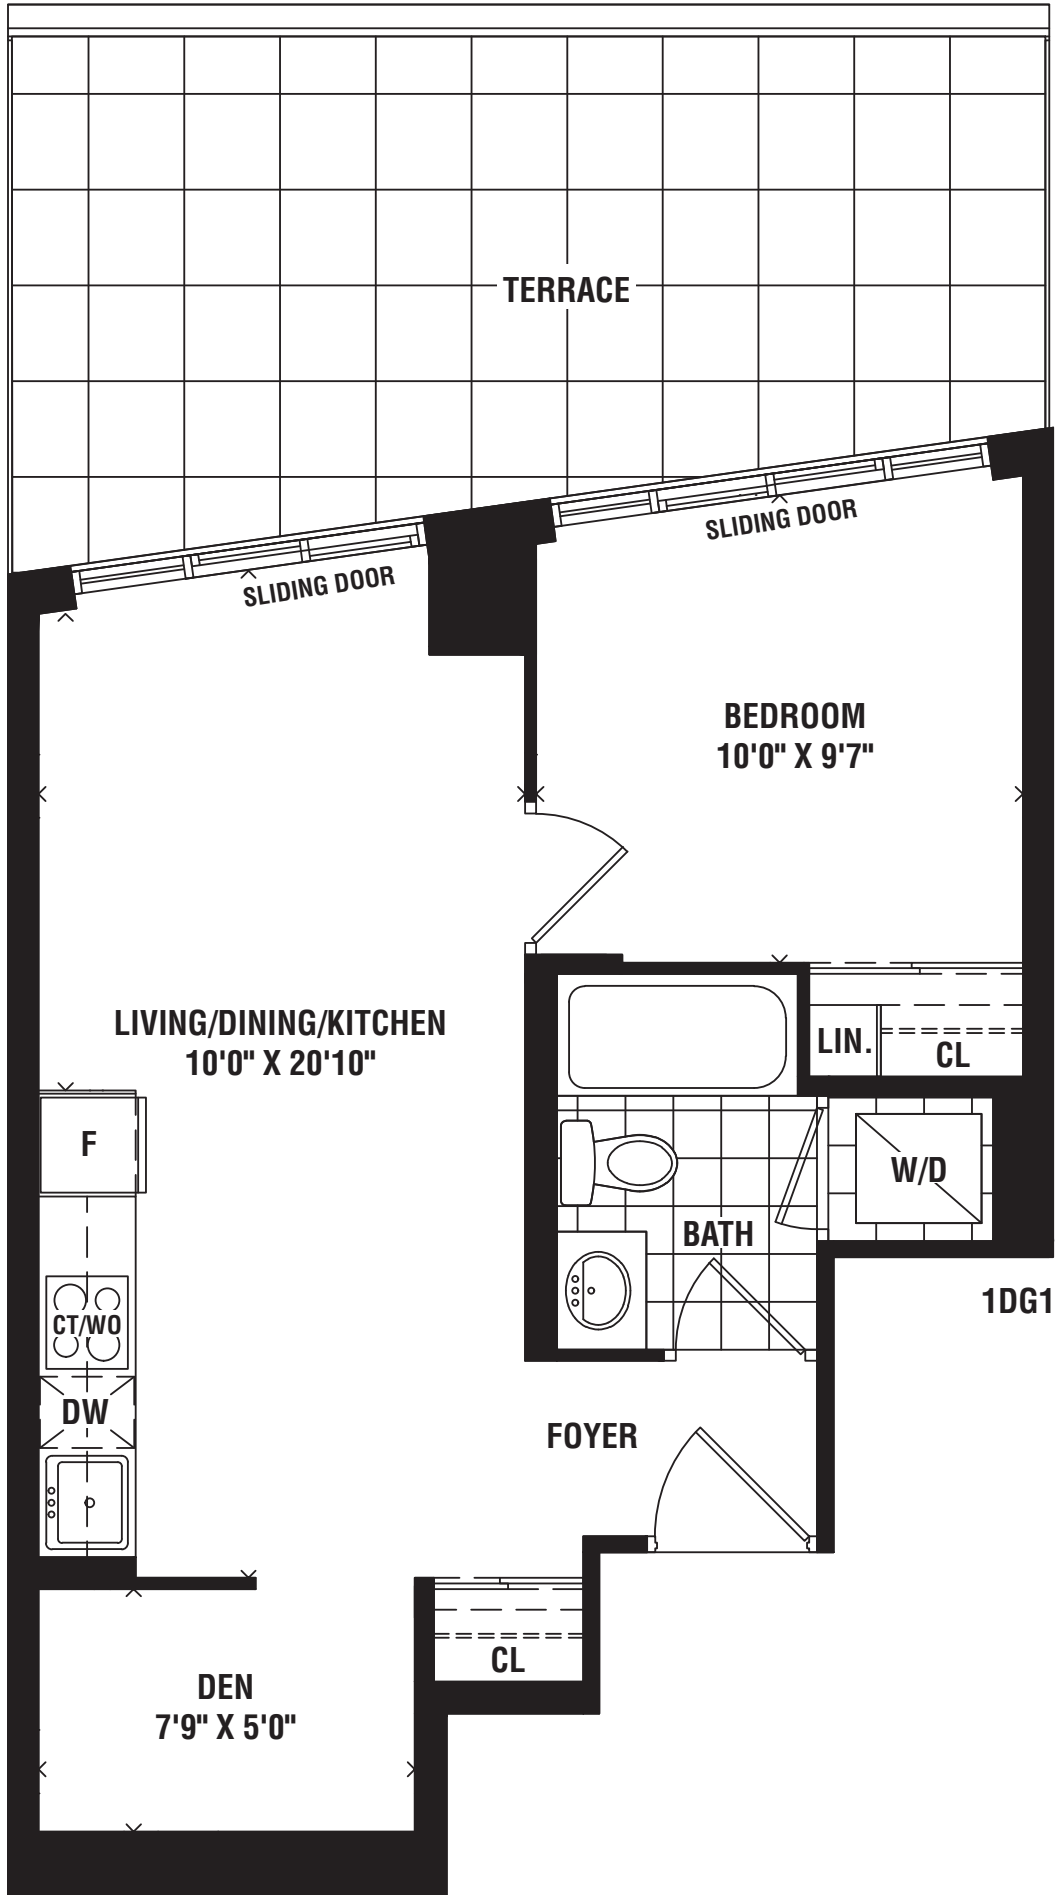 TERRACE
SLIDING DOOR
SLIDING DOOR
BEDROOM
10'0" X 9'7"
LIVING/DINING/KITCHEN
10'0" X 20'10"
LIN.
CL
F
W/D
BATH
1DG1
CT/WO
DW
FOYER
CL
DEN
7'9" X 5'0"